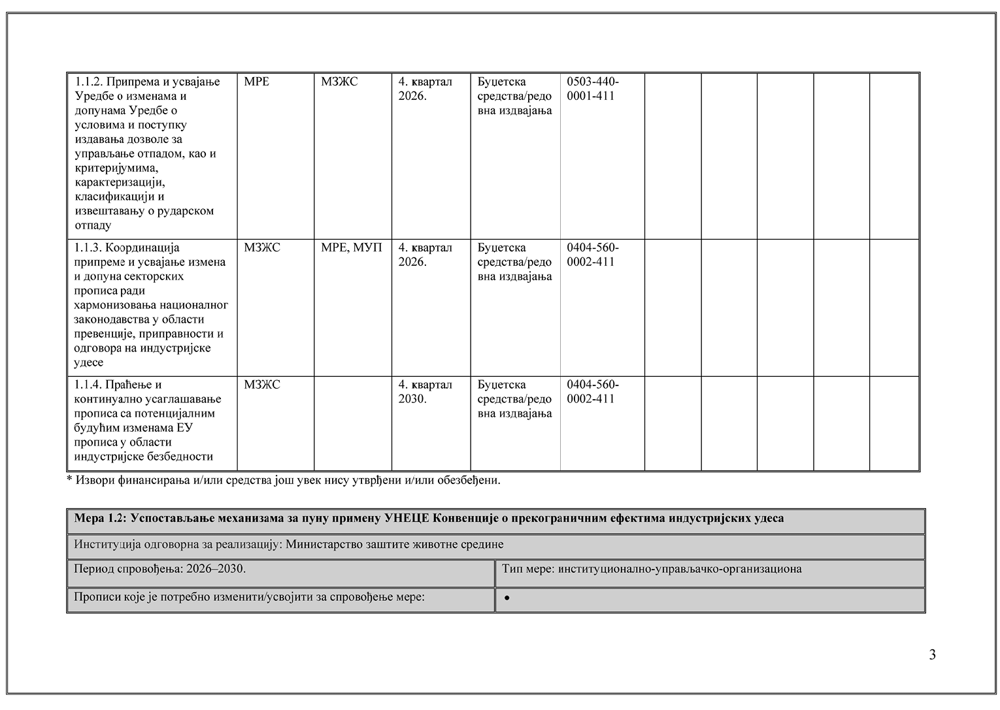 1.1.2. Припрема и усвајање
Уредбе о изменама и
допунама Уредбе о
условима и поступку
издавања дозволе за
управљање отпадом, као и
критеријумима,
карактеризацији,
класификацији и
извештавању о рударском
отпаду
МРЕ
МЗЖС
4. квартал
2026.
Буџетска
средства/редо
вна издвајања
0503-440-
0001-411
1.1.3. Координација
припреме и усвајање измена
и допуна секторских
прописа ради
хармонизовања националног
законодавства у области
превенције, приправности и
одговора на индустријске
удесе
МЗЖС
МРЕ, МУП
4. квартал
2026.
Буџетска
средства/редо
вна издвајања
0404-560-
0002-411
1.1.4. Праћење и
континуално усаглашавање
прописа са потенцијалним
будућим изменама ЕУ
прописа у области
индустријске безбедности
МЗЖС
4. квартал
2030.
Буџетска
средства/редо
вна издвајања
0404-560-
0002-411
* Извори финансирања и/или средства још увек нису утврђени и/или обезбеђени.
Мера 1.2: Успостављање механизама за пуну примену УНЕЦЕ Конвенције о прекограничним ефектима индустријских удеса
Институција одговорна за реализацију: Министарство заштите животне средине
Период спровођења: 2026–2030.
Тип мере: институционално-управљачко-организациона
Прописи које је потребно изменити/усвојити за спровођење мере:
•
3